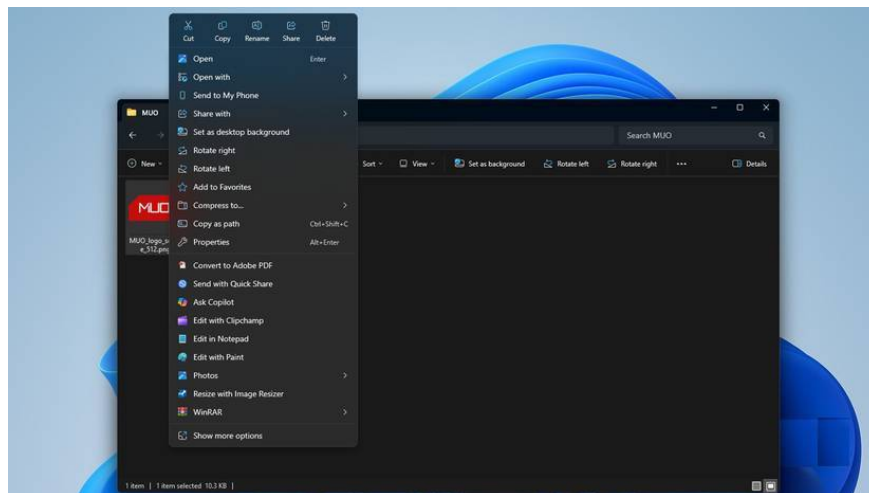 Cut Copy Rename Share Delete
Open Enter
Open with
Send to My Phone
Share with
Set as desktop background
Rotate right
Rotate left
Add to Favorites
Compress to...
Copy as path Ctrl+Shift+C
Properties Alt+Enter
Convert to Adobe PDF
Send with Quick Share
Ask Copilot
Edit with Clipchamp
Edit in Notepad
Edit with Paint
Photos
Resize with Image Resizer
WinRAR
Show more options
MUO
Search MUO
New Sort View Set as background Rotate left Rotate right ... Details
MUO
MUO_logo_s
e_512.png
1 item | 1 item selected 10.3 KB |